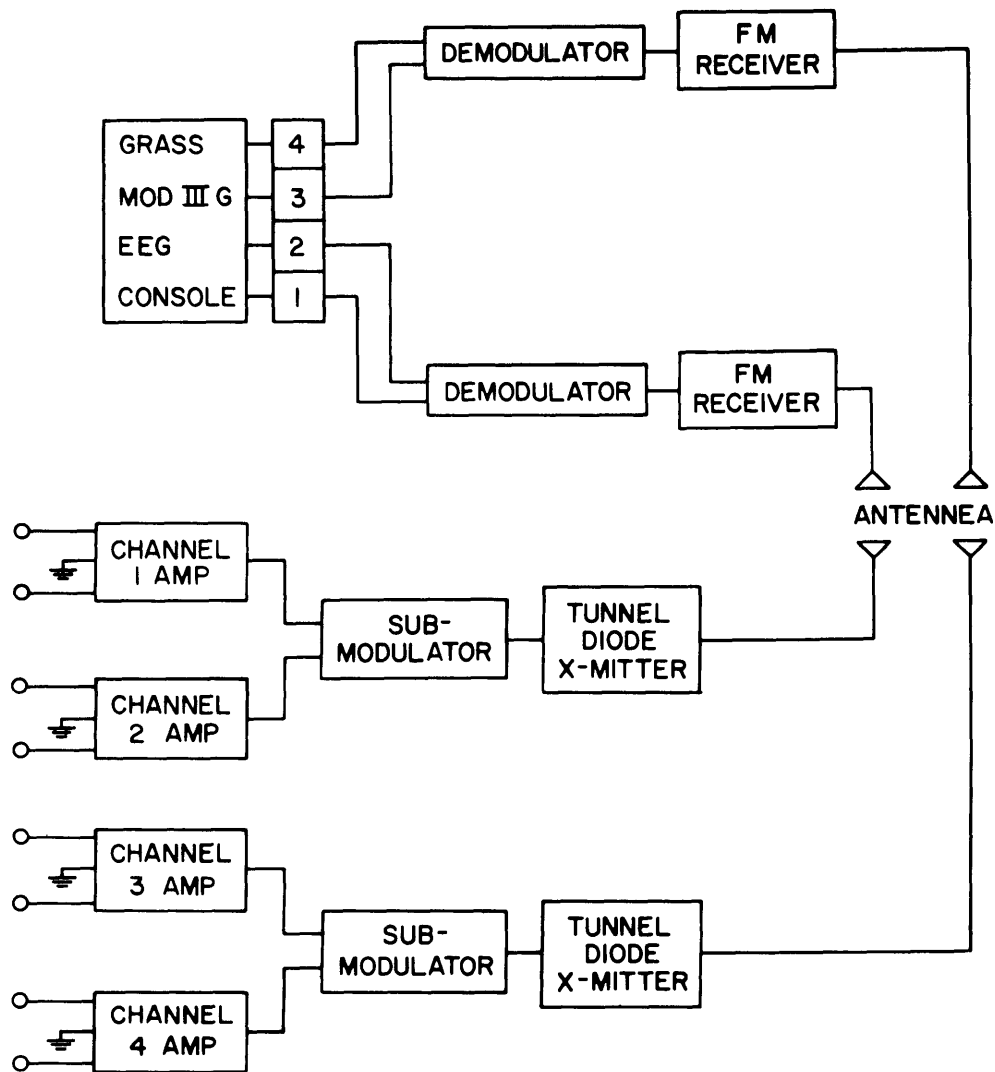 DEMODULATOR
FM
RECEIVER
GRASS
4
MOD III G
3
EEG
2
CONSOLE
1
DEMODULATOR
FM
RECEIVER
ANTENNEA
CHANNEL
1 AMP
SUB-
MODULATOR
TUNNEL
DIODE
X-MITTER
CHANNEL
2 AMP
CHANNEL
3 AMP
SUB-
MODULATOR
TUNNEL
DIODE
X-MITTER
CHANNEL
4 AMP